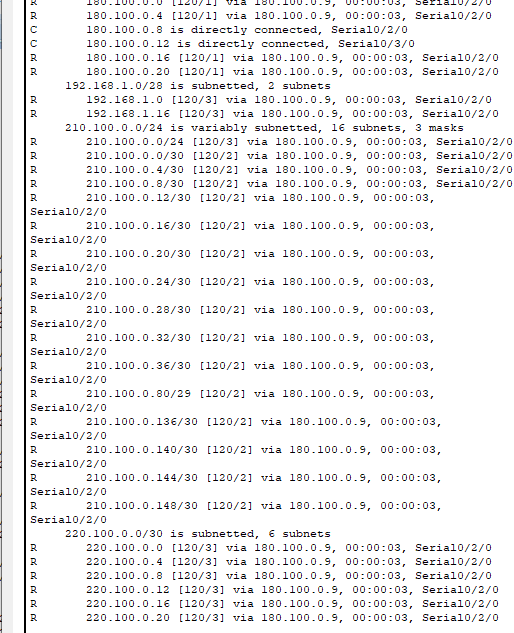 R 180.100.0.0 [120/1] via 180.100.0.9, 00:00:03, Serial0/2/0
R 180.100.0.4 [120/1] via 180.100.0.9, 00:00:03, Serial0/2/0
C 180.100.0.8 is directly connected, Serial0/2/0
C 180.100.0.12 is directly connected, Serial0/3/0
R 180.100.0.16 [120/1] via 180.100.0.9, 00:00:03, Serial0/2/0
R 180.100.0.20 [120/1] via 180.100.0.9, 00:00:03, Serial0/2/0
192.168.1.0/28 is subnetted, 2 subnets
R 192.168.1.0 [120/3] via 180.100.0.9, 00:00:03, Serial0/2/0
R 192.168.1.16 [120/3] via 180.100.0.9, 00:00:03, Serial0/2/0
210.100.0.0/24 is variably subnetted, 16 subnets, 3 masks
R 210.100.0.0/24 [120/3] via 180.100.0.9, 00:00:03, Serial0/2/0
R 210.100.0.0/30 [120/2] via 180.100.0.9, 00:00:03, Serial0/2/0
R 210.100.0.4/30 [120/2] via 180.100.0.9, 00:00:03, Serial0/2/0
R 210.100.0.8/30 [120/2] via 180.100.0.9, 00:00:03, Serial0/2/0
R 210.100.0.12/30 [120/2] via 180.100.0.9, 00:00:03,
Serial0/2/0
R 210.100.0.16/30 [120/2] via 180.100.0.9, 00:00:03,
Serial0/2/0
R 210.100.0.20/30 [120/2] via 180.100.0.9, 00:00:03,
Serial0/2/0
R 210.100.0.24/30 [120/2] via 180.100.0.9, 00:00:03,
Serial0/2/0
R 210.100.0.28/30 [120/2] via 180.100.0.9, 00:00:03,
Serial0/2/0
R 210.100.0.32/30 [120/2] via 180.100.0.9, 00:00:03,
Serial0/2/0
R 210.100.0.36/30 [120/2] via 180.100.0.9, 00:00:03,
Serial0/2/0
R 210.100.0.80/29 [120/2] via 180.100.0.9, 00:00:03,
Serial0/2/0
R 210.100.0.136/30 [120/2] via 180.100.0.9, 00:00:03,
Serial0/2/0
R 210.100.0.140/30 [120/2] via 180.100.0.9, 00:00:03,
Serial0/2/0
R 210.100.0.144/30 [120/2] via 180.100.0.9, 00:00:03,
Serial0/2/0
R 210.100.0.148/30 [120/2] via 180.100.0.9, 00:00:03,
Serial0/2/0
220.100.0.0/30 is subnetted, 6 subnets
R 220.100.0.0 [120/3] via 180.100.0.9, 00:00:03, Serial0/2/0
R 220.100.0.4 [120/3] via 180.100.0.9, 00:00:03, Serial0/2/0
R 220.100.0.8 [120/3] via 180.100.0.9, 00:00:03, Serial0/2/0
R 220.100.0.12 [120/3] via 180.100.0.9, 00:00:03, Serial0/2/0
R 220.100.0.16 [120/3] via 180.100.0.9, 00:00:03, Serial0/2/0
R 220.100.0.20 [120/3] via 180.100.0.9, 00:00:03, Serial0/2/0